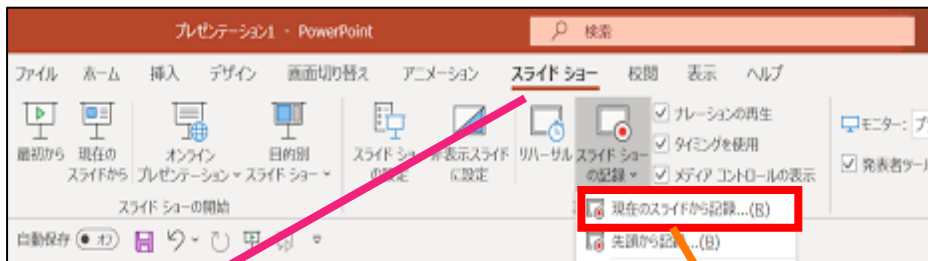 プレゼンテーション1 - PowerPoint
検索
ファイル ホーム 挿入 デザイン 画面切り替え アニメーション スライド ショー 校閲 表示 ヘルプ
最初から
現在の
スライドから
オンライン
プレゼンテーション
目的別
スライド ショー
スライド ショー
の設定
非表示スライド
に設定
リハーサル
スライド ショー
の記録
ナレーションの再生
タイミングを使用
メディア コントロールの表示
モニター:
発表者ツール
スライド ショーの開始
現在のスライドから記録...(R)
自動保存 オフ
先頭から記録...(B)